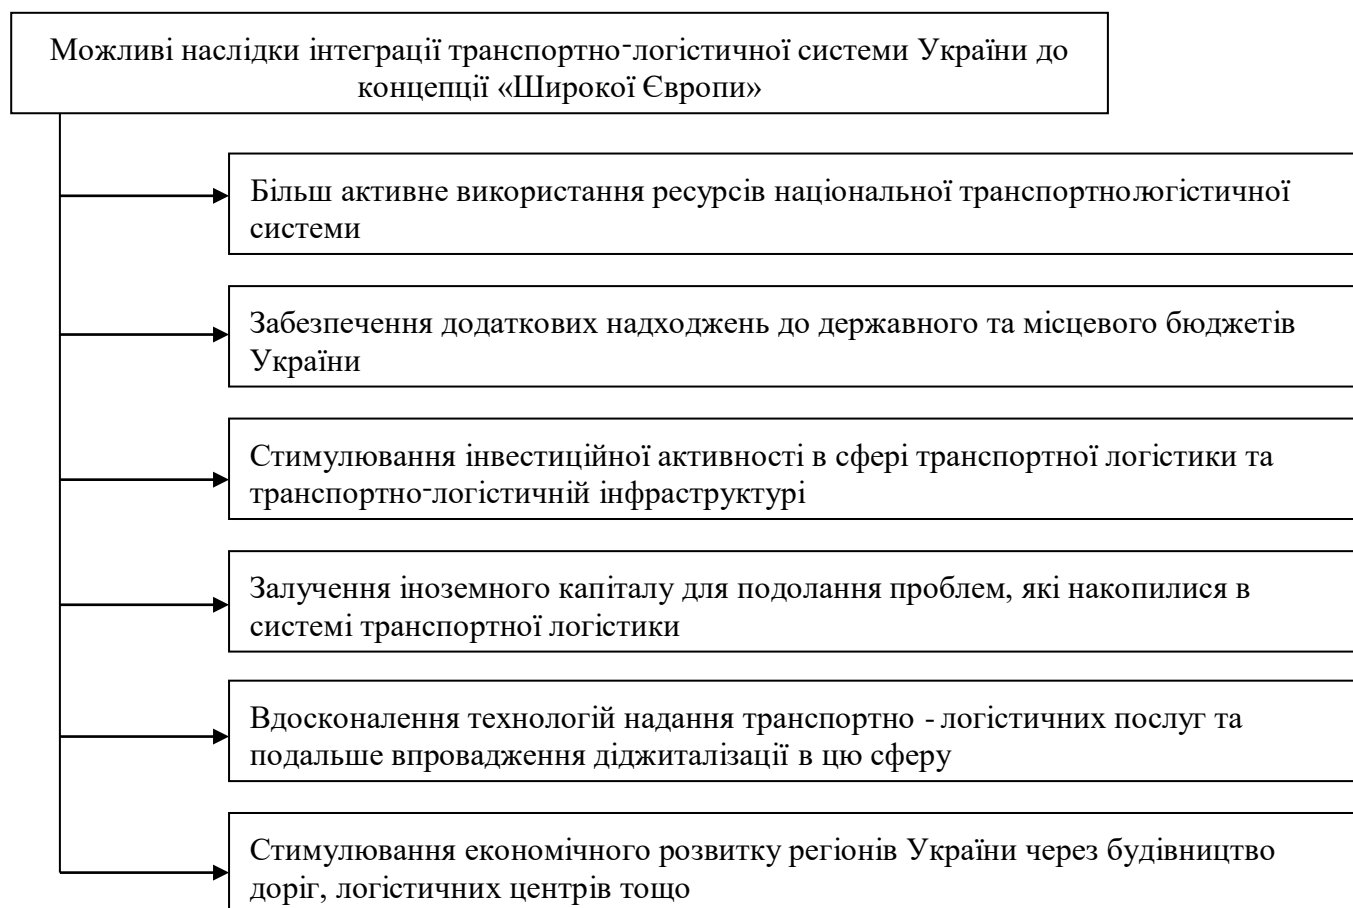 Можливі наслідки інтеграції транспортно-логістичної системи України до
концепції «Широкої Європи»
Більш активне використання ресурсів національної транспортнологістичної
системи
Забезпечення додаткових надходжень до державного та місцевого бюджетів
України
Стимулювання інвестиційної активності в сфері транспортної логістики та
транспортно-логістичній інфраструктурі
Залучення іноземного капіталу для подолання проблем, які накопилися в
системі транспортної логістики
Вдосконалення технологій надання транспортно - логістичних послуг та
подальше впровадження діджиталізації в цю сферу
Стимулювання економічного розвитку регіонів України через будівництво
доріг, логістичних центрів тощо